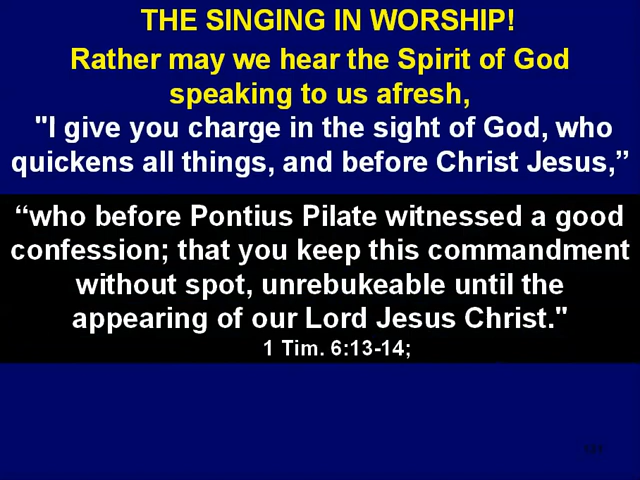 THE SINGING IN WORSHIP!
Rather may we hear the Spirit of God
speaking to us afresh,
"I give you charge in the sight of God, who
quickens all things, and before Christ Jesus,”
“who before Pontius Pilate witnessed a good
confession; that you keep this commandment
without spot, unrebukeable until the
appearing of our Lord Jesus Christ."
1 Tim. 6:13-14;